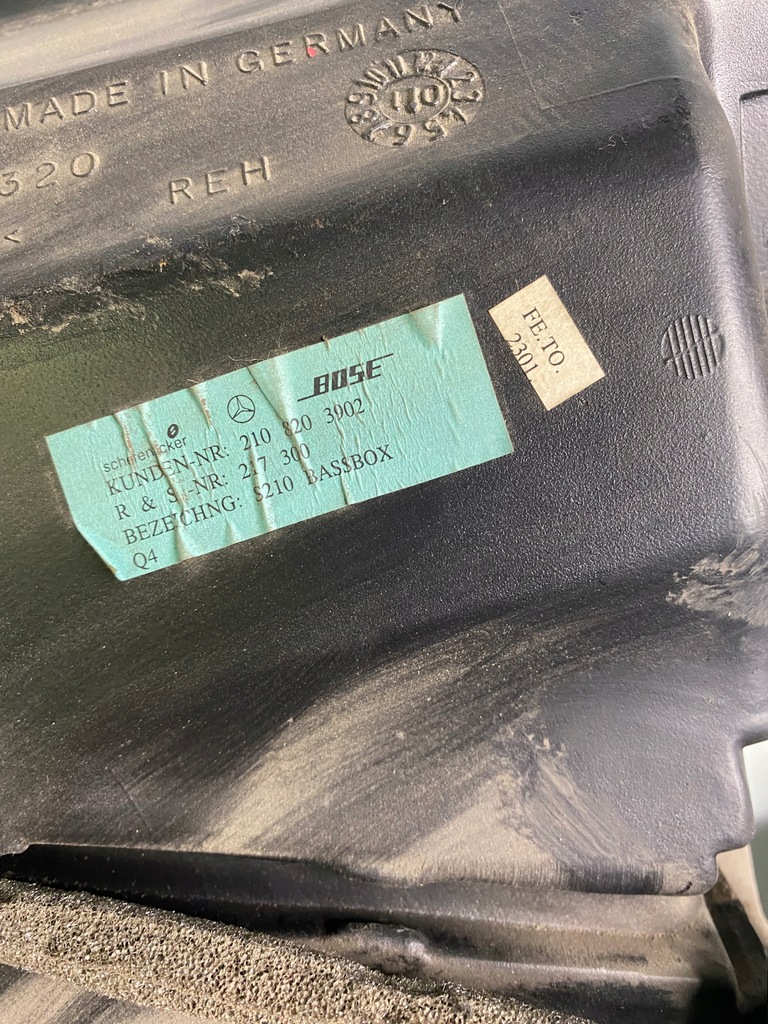 MADE IN GERMANY
320
REH
<
BOSE
schefenacker
KUNDEN-NR: 210 820 3902
R & S.-NR: 217 300
BEZEICHNG: S210 BASSBOX
Q4
FE.TO.
2301